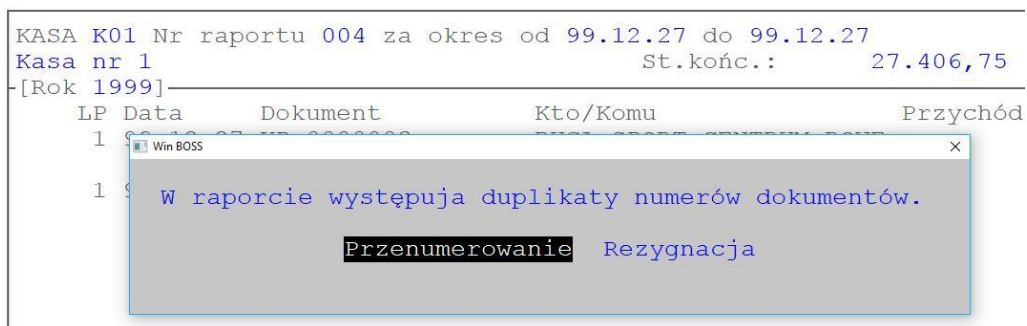 KASA K01 Nr raportu 004 za okres od 99.12.27 do 99.12.27
Kasa nr 1 St.końc.: 27.406,75
[Rok 1999]
LP Data Dokument Kto/Komu Przychód
1
Win BOSS
1
W raporcie występuja duplikaty numerów dokumentów.
Przenumerowanie Rezygnacja